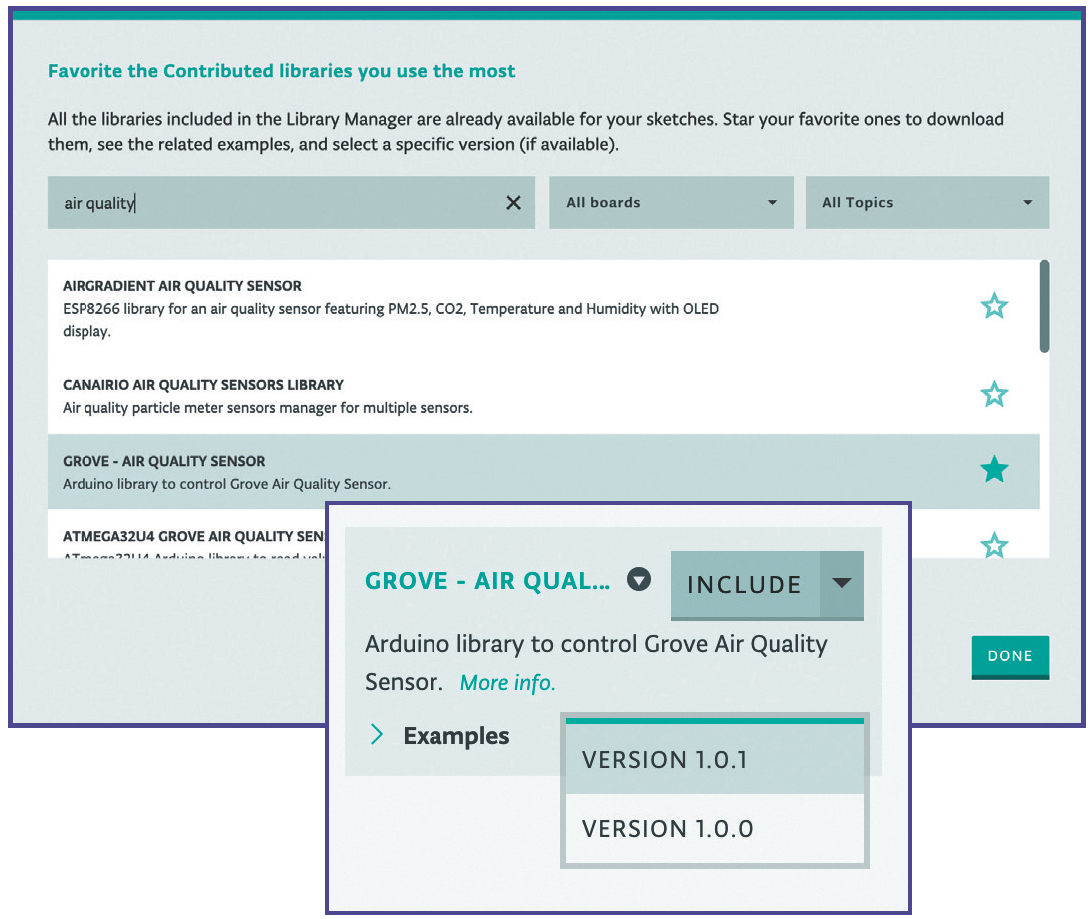 Favorite the Contributed libraries you use the most
All the libraries included in the Library Manager are already available for your sketches. Star your favorite ones to download
them, see the related examples, and select a specific version (if available).
air quality
All boards
All Topics
AIRGRADIENT AIR QUALITY SENSOR
ESP8266 library for an air quality sensor featuring PM2.5, CO2, Temperature and Humidity with OLED
display.
CANAIRIO AIR QUALITY SENSORS LIBRARY
Air quality particle meter sensors manager for multiple sensors.
GROVE - AIR QUALITY SENSOR
Arduino library to control Grove Air Quality Sensor.
ATMEGA32U4 GROVE AIR QUALITY SEN
ATmega32U4 Arduino library to read
DONE
GROVE - AIR QUAL...
INCLUDE
Arduino library to control Grove Air Quality
Sensor. More info.
Examples
VERSION 1.0.1
VERSION 1.0.0